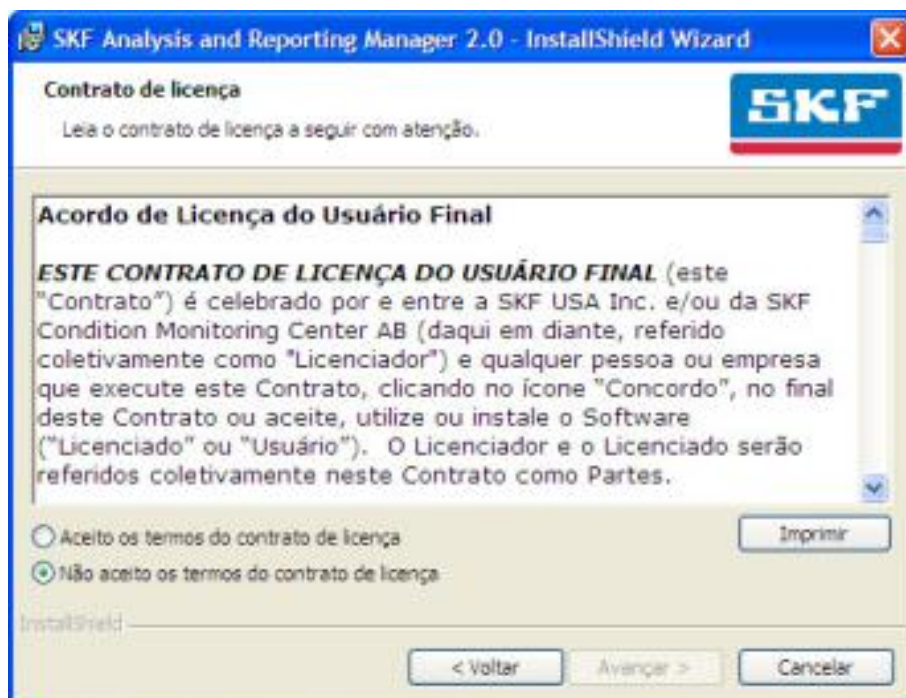 SKF Analysis and Reporting Manager 2.0 - InstallShield Wizard
Contrato de licença
Leia o contrato de licença a seguir com atenção.
SKF
Acordo de Licença do Usuário Final
ESTE CONTRATO DE LICENÇA DO USUÁRIO FINAL (este
"Contrato") é celebrado por e entre a SKF USA Inc. e/ou da SKF
Condition Monitoring Center AB (daqui em diante, referido
coletivamente como "Licenciador") e qualquer pessoa ou empresa
que execute este Contrato, clicando no ícone "Concordo", no final
deste Contrato ou aceite, utilize ou instale o Software
("Licenciado" ou "Usuário").  O Licenciador e o Licenciado serão
referidos coletivamente neste Contrato como Partes.
Aceito os termos do contrato de licença
Imprimir
Não aceito os termos do contrato de licença
InstallShield
< Voltar
Avançar >
Cancelar